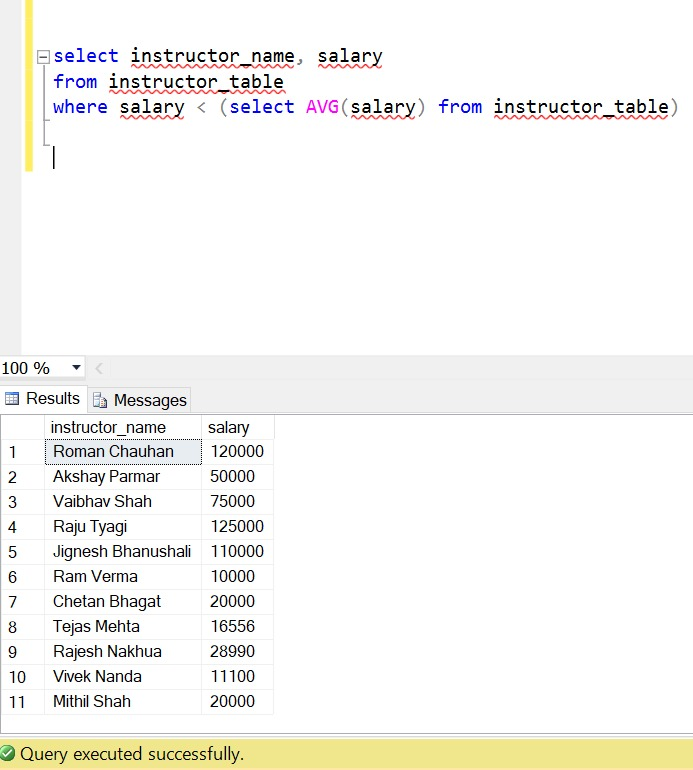 select instructor_name, salary
from instructor_table
where salary < (select AVG(salary) from instructor_table)
100 %
Results Messages
instructor_name salary
1 Roman Chauhan 120000
2 Akshay Parmar 50000
3 Vaibhav Shah 75000
4 Raju Tyagi 125000
5 Jignesh Bhanushali 110000
6 Ram Verma 10000
7 Chetan Bhagat 20000
8 Tejas Mehta 16556
9 Rajesh Nakhua 28990
10 Vivek Nanda 11100
11 Mithil Shah 20000
Query executed successfully.